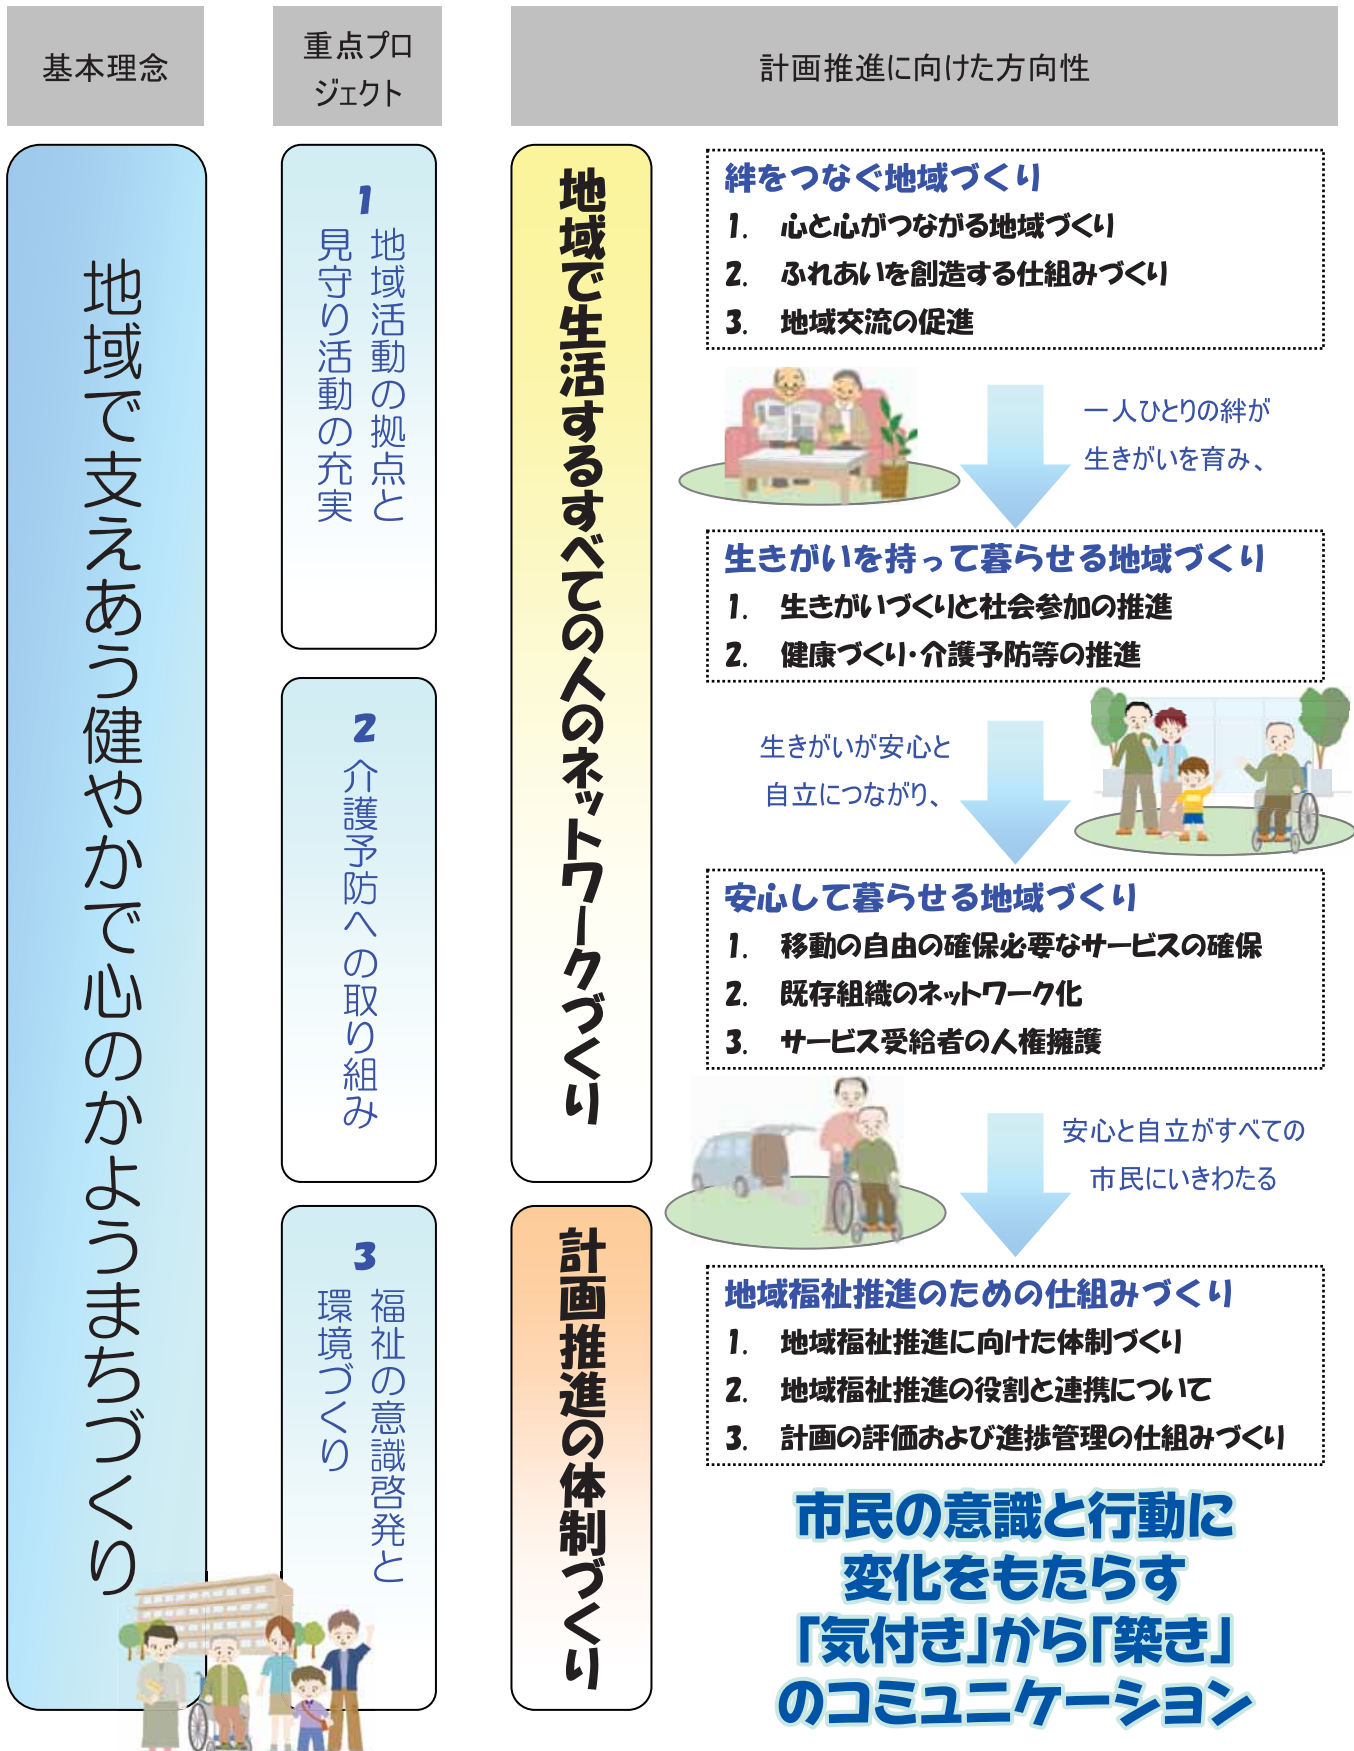 基本理念
重点プロ
ジェクト
計画推進に向けた方向性
地域で支えあう健やかで心のかようまちづくり
1
地域活動の拠点と
見守り活動の充実
2
介護予防への取り組み
3
福祉の意識啓発と
環境づくり
地域で生活するすべての人のネットワークづくり
計画推進の体制づくり
絆をつなぐ地域づくり
1. 心と心がつながる地域づくり
2. ふれあいを創造する仕組みづくり
3. 地域交流の促進
一人ひとりの絆が
生きがいを育み、
生きがいを持って暮らせる地域づくり
1. 生きがいづくりと社会参加の推進
2. 健康づくり・介護予防等の推進
生きがいが安心と
自立につながり、
安心して暮らせる地域づくり
1. 移動の自由の確保必要なサービスの確保
2. 既存組織のネットワーク化
3. サービス受給者の人権擁護
安心と自立がすべての
市民にいきわたる
地域福祉推進のための仕組みづくり
1. 地域福祉推進に向けた体制づくり
2. 地域福祉推進の役割と連携について
3. 計画の評価および進捗管理の仕組みづくり
市民の意識と行動に
変化をもたらす
「気付き」から「築き」
のコミュニケーション